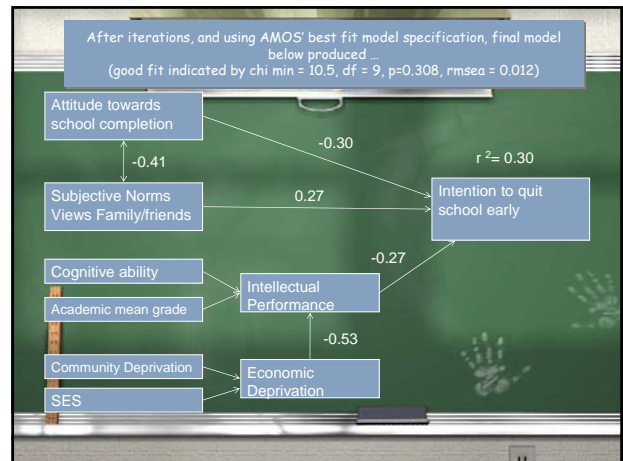 After iterations, and using AMOS' best fit model specification, final model
below produced …
(good fit indicated by chi min = 10.5, df = 9, p=0.308, rmsea = 0.012)
Attitude towards
school completion
-0.30
-0.41
r ²= 0.30
Subjective Norms
Views Family/friends
0.27
Intention to quit
school early
-0.27
Cognitive ability
Academic mean grade
Intellectual
Performance
-0.53
Community Deprivation
SES
Economic
Deprivation